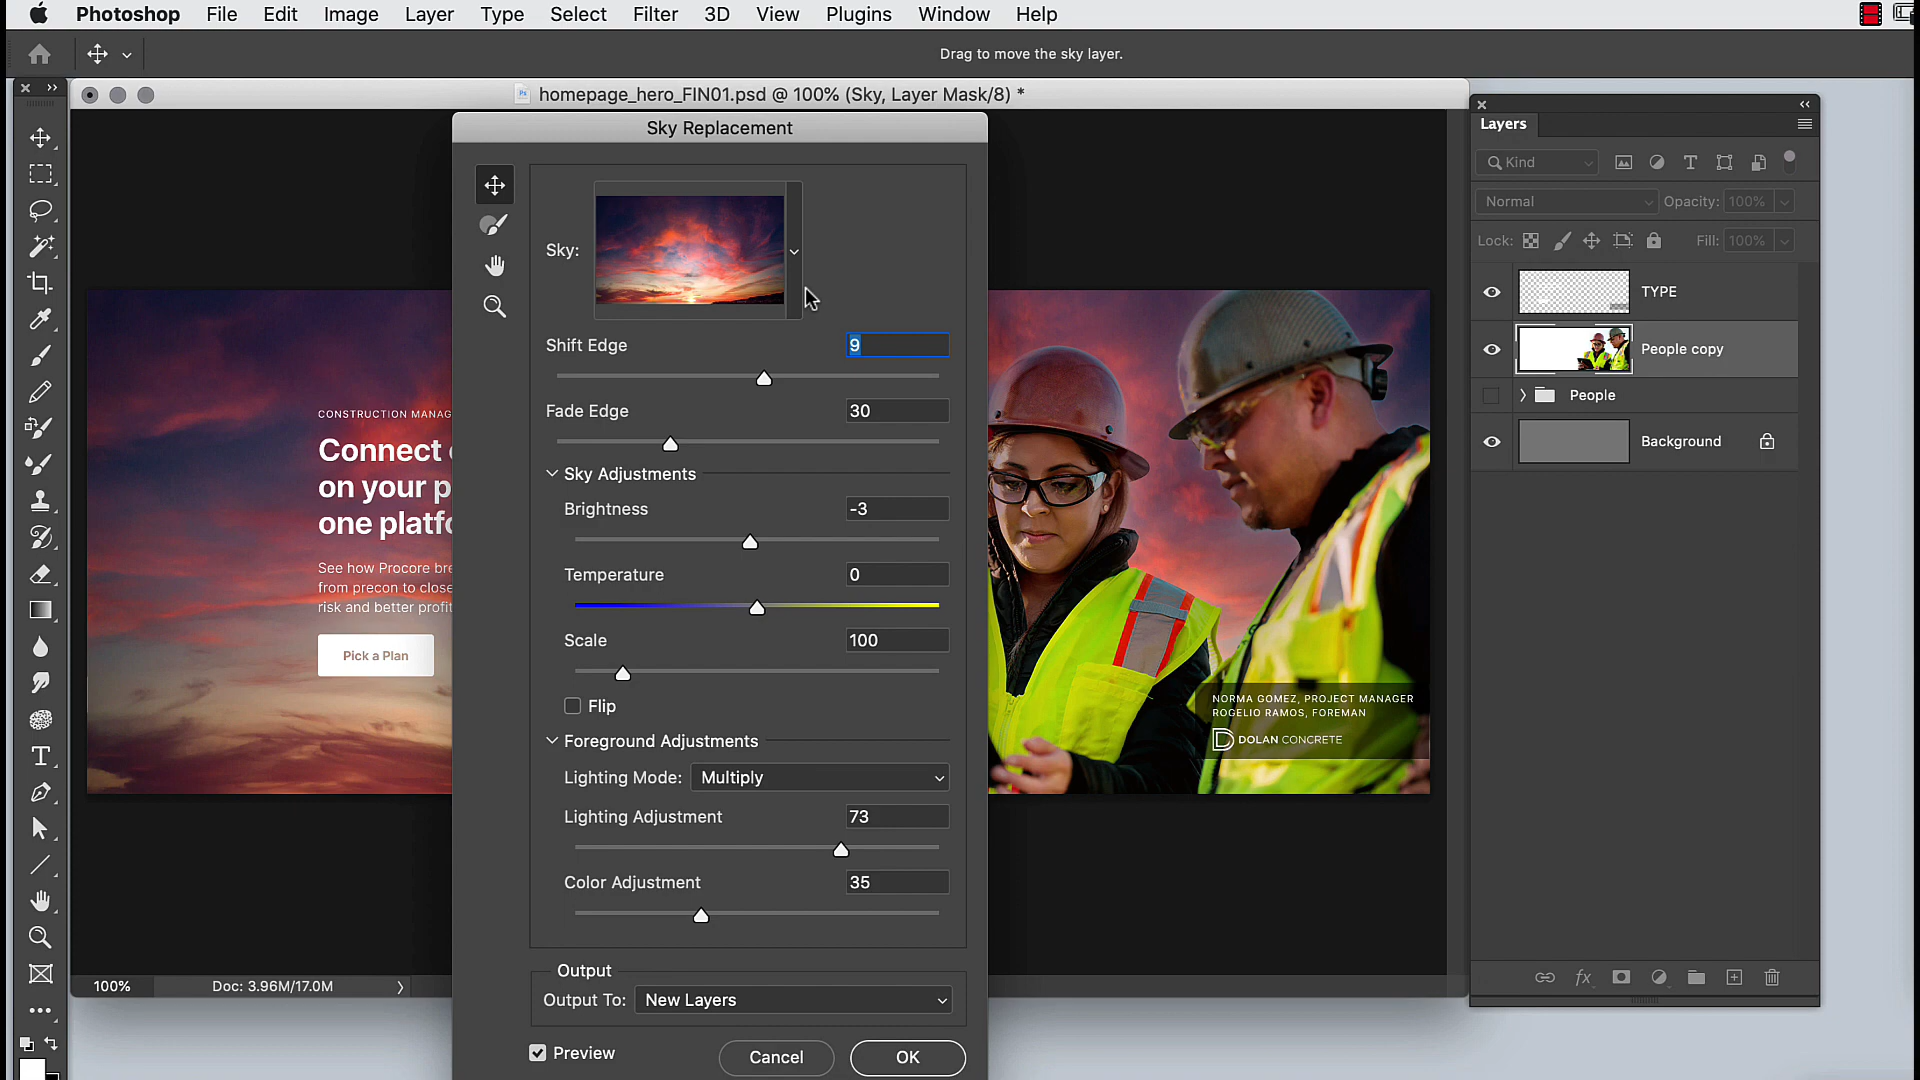 Photoshop File Edit Image Layer Type Select Filter 3D View Plugins Window Help
Drag to move the sky layer.
homepage_hero_FIN01.psd @ 100% (Sky, Layer Mask/8) *
Sky Replacement
Sky:
Shift Edge 9
Fade Edge 30
Sky Adjustments
Brightness -3
Temperature 0
Scale 100
Flip
Foreground Adjustments
Lighting Mode: Multiply
Lighting Adjustment 73
Color Adjustment 35
Output
Output To: New Layers
Preview Cancel OK
CONSTRUCTION MANAG
Connect
on your p
one platfo
See how Procore bre
from precon to close
risk and better profit
Pick a Plan
NORMA GOMEZ, PROJECT MANAGER
ROGELIO RAMOS, FOREMAN
DOLAN CONCRETE
100% Doc: 3.96M/17.0M
Layers
Kind
Normal Opacity: 100%
Lock: Fill: 100%
TYPE
People copy
People
Background